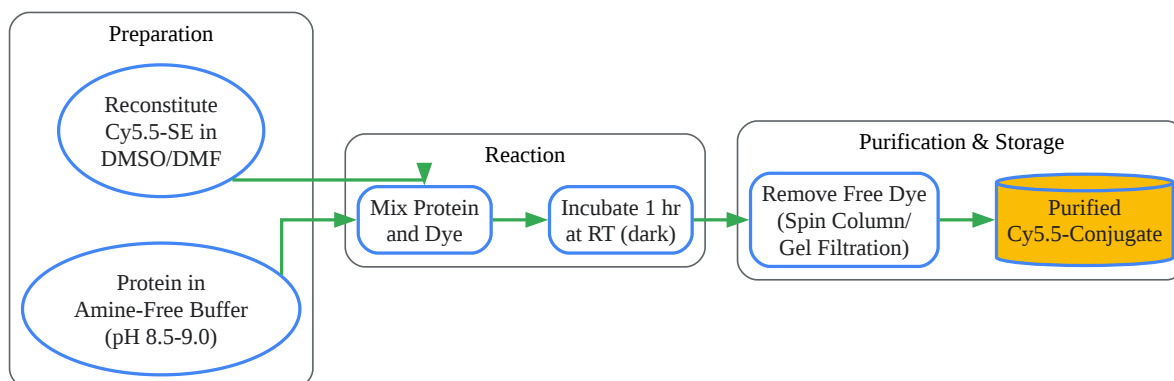 Preparation
Reconstitute
Cy5.5-SE in
DMSO/DMF
Protein in
Amine-Free Buffer
(pH 8.5-9.0)
Reaction
Mix Protein
and Dye
Incubate 1 hr
at RT (dark)
Purification & Storage
Remove Free Dye
(Spin Column/
Gel Filtration)
Purified
Cy5.5-Conjugate